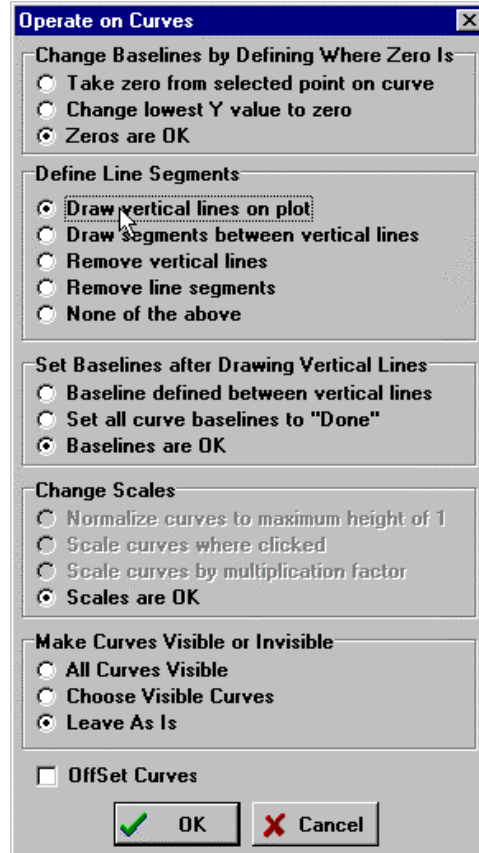 Operate on Curves
Change Baselines by Defining Where Zero Is
Take zero from selected point on curve
Change lowest Y value to zero
Zeros are OK
Define Line Segments
Draw vertical lines on plot
Draw segments between vertical lines
Remove vertical lines
Remove line segments
None of the above
Set Baselines after Drawing Vertical Lines
Baseline defined between vertical lines
Set all curve baselines to "Done"
Baselines are OK
Change Scales
Normalize curves to maximum height of 1
Scale curves where clicked
Scale curves by multiplication factor
Scales are OK
Make Curves Visible or Invisible
All Curves Visible
Choose Visible Curves
Leave As Is
OffSet Curves
OK
Cancel